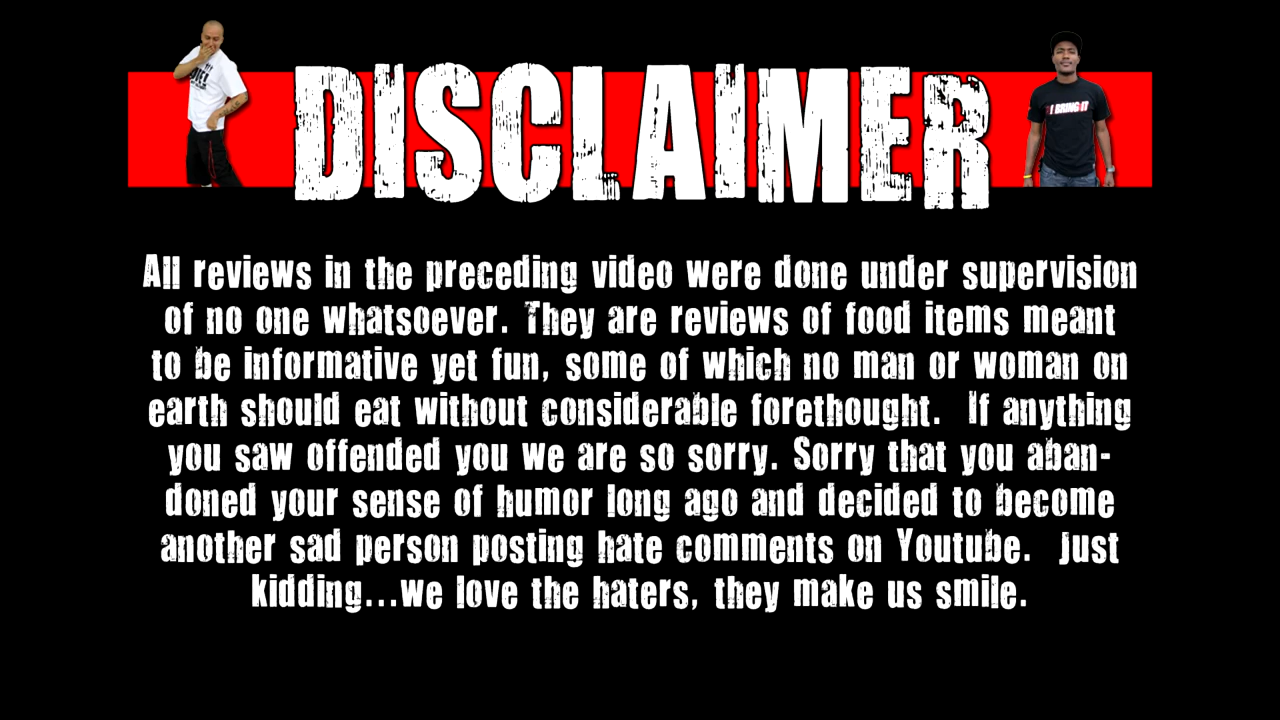 DISCLAIMER
I BRING IT
All reviews in the preceding video were done under supervision
of no one whatsoever. They are reviews of food items meant
to be informative yet fun, some of which no man or woman on
earth should eat without considerable forethought. If anything
you saw offended you we are so sorry. Sorry that you aban-
doned your sense of humor long ago and decided to become
another sad person posting hate comments on Youtube. Just
kidding...we love the haters, they make us smile.